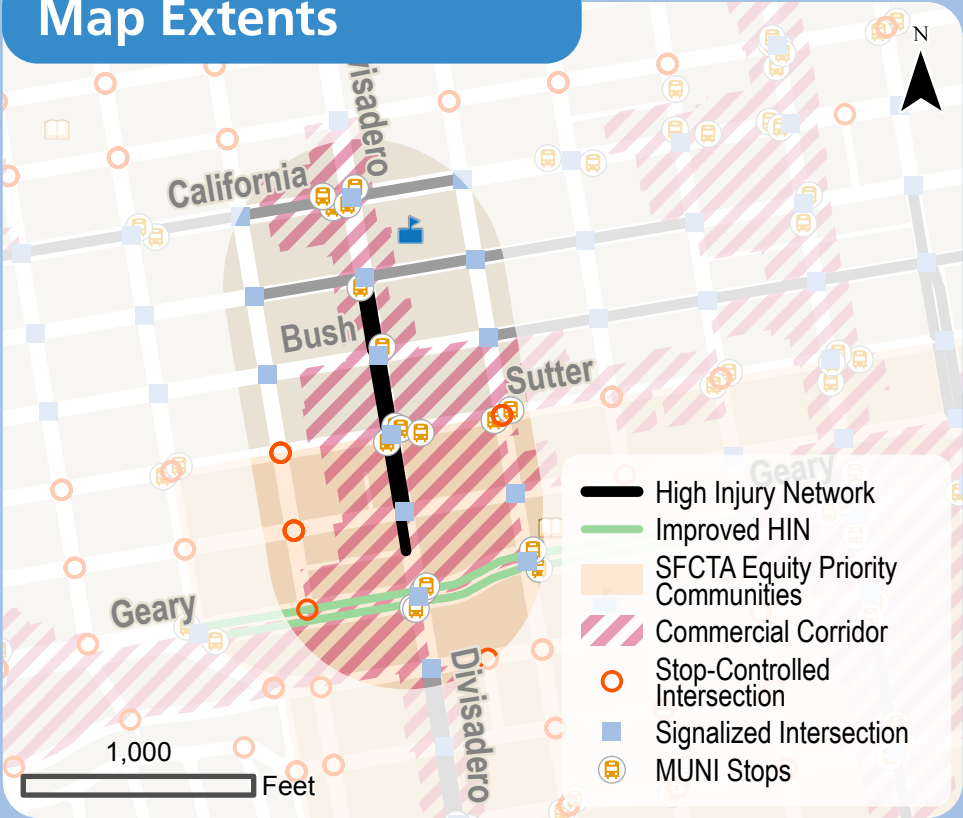 Map Extents
N
visadero
California
Bush
Sutter
Geary
Geary
Divisadero
High Injury Network
Improved HIN
SFCTA Equity Priority
Communities
Commercial Corridor
Stop-Controlled
Intersection
Signalized Intersection
MUNI Stops
1,000
Feet